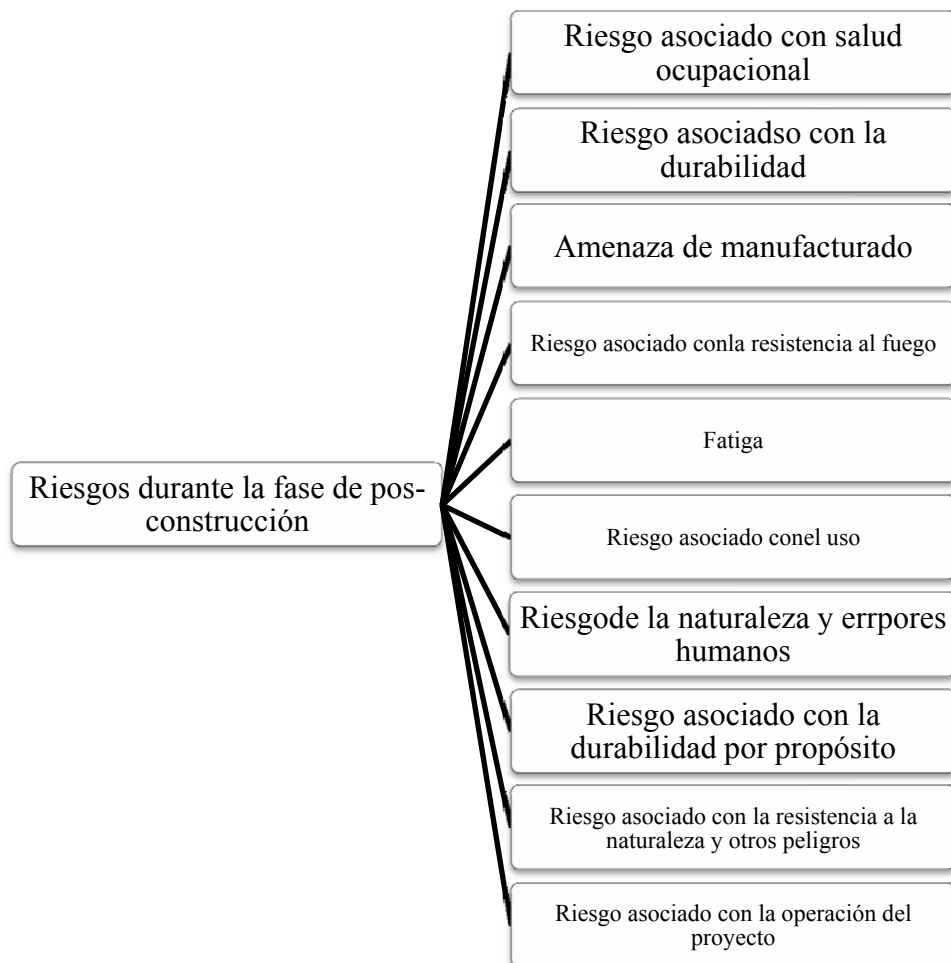 Riesgo asociado con salud
ocupacional
Riesgo asociadso con la
durabilidad
Amenaza de manufacturado
Riesgo asociado conla resistencia al fuego
Fatiga
Riesgos durante la fase de pos-
construcción
Riesgo asociado conel uso
Riesgode la naturaleza y errpores
humanos
Riesgo asociado con la
durabilidad por propósito
Riesgo asociado con la resistencia a la
naturaleza y otros peligros
Riesgo asociado con la operación del
proyecto